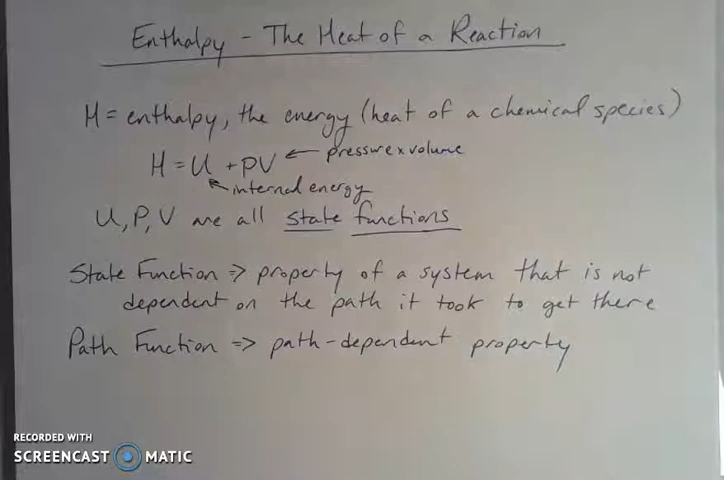 Enthalpy - The Heat of a Reaction
H = enthalpy, the energy (heat of a chemical species)
H = U + PV ← pressure x volume
internal energy
U, P, V are all state functions
State Function => property of a system that is not
dependent on the path it took to get there
Path Function => path-dependent property
RECORDED WITH
SCREENCAST MATIC